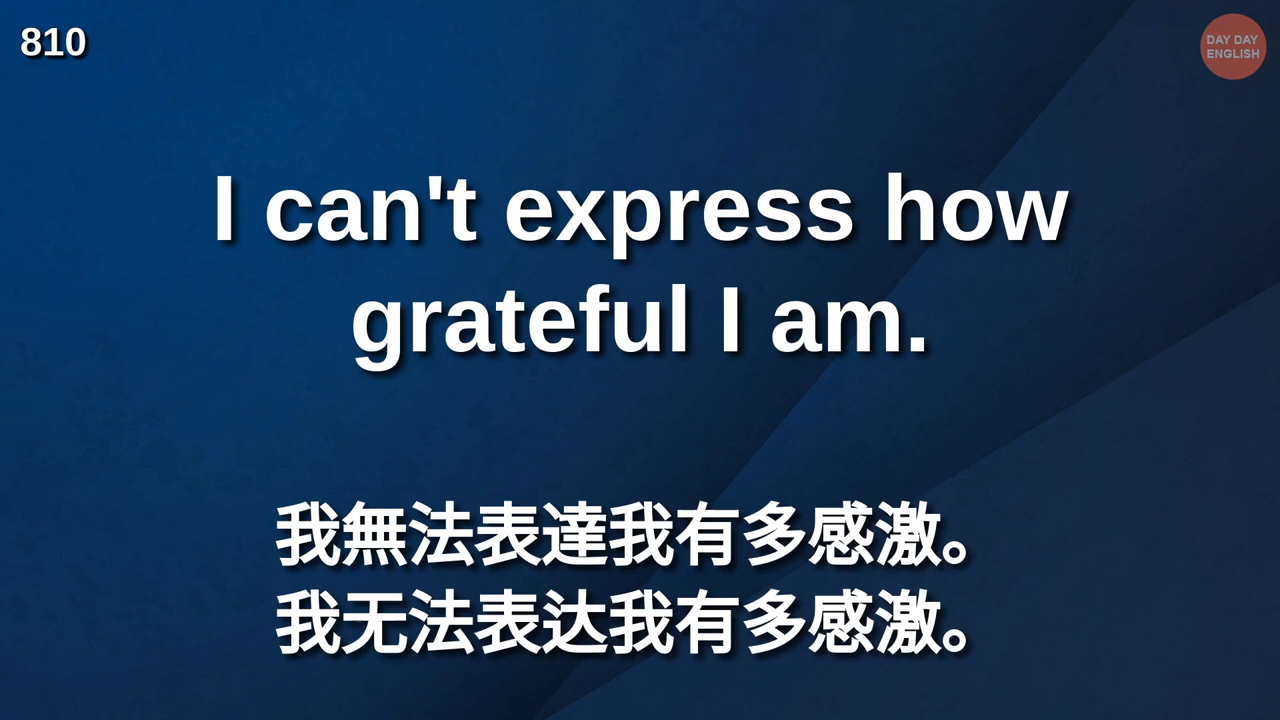 810
DAY DAY
ENGLISH
I can't express how
grateful I am.
我無法表達我有多感激。
我无法表达我有多感激。